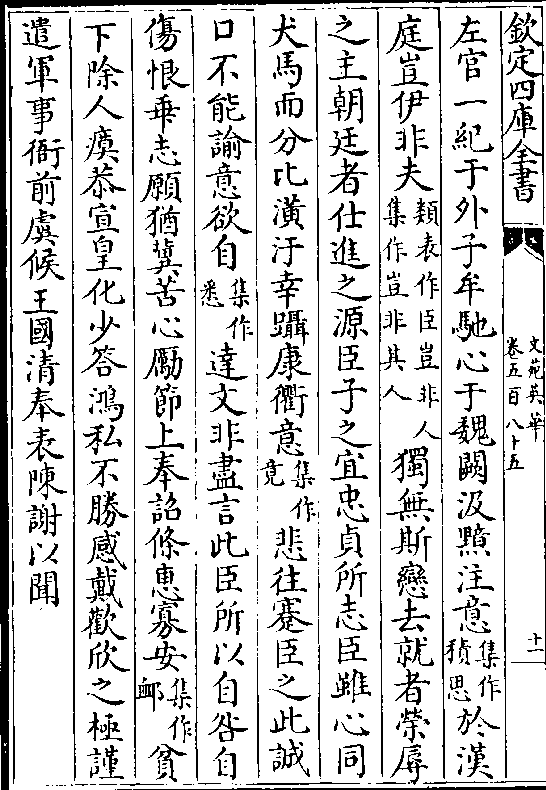 欽定四庫全書
文苑英華
卷五百八十五
十一
左官一紀于外子牟馳心于魏闕汲黯注意集作積思於漢
庭豈伊非夫類表作臣豈非人集作豈非其人獨無斯戀去就者榮辱
之主朝廷者仕進之源臣子之宜忠貞所志臣雖心同
犬馬而分比潢汙幸躡康衢意集作竟悲往蹇臣之此誠
口不能諭意欲自集作悉達文非盡言此臣所以自咎自
傷恨乖志願猶冀苦心勵節上奉詔條惠寡安集作䘏貧
下除人瘼恭宣皇化少答鴻私不勝感戴歡欣之極謹
遣軍事衙前虞候王國清奉表陳謝以聞